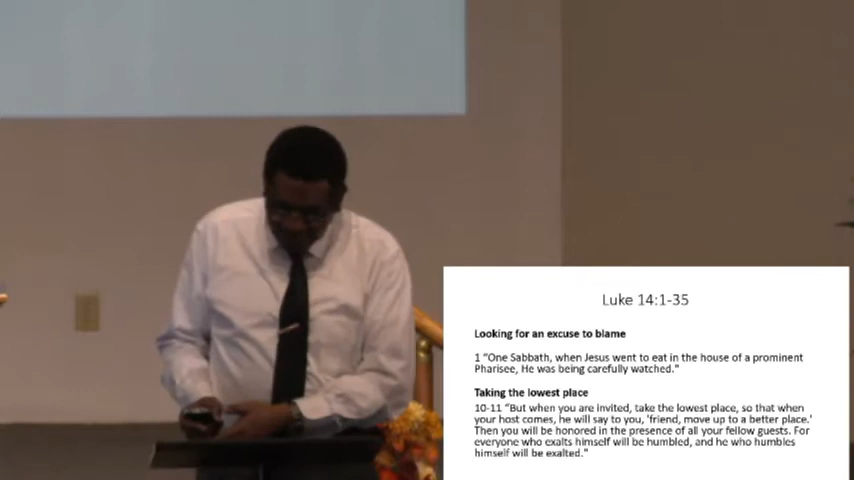 Luke 14:1-35
Looking for an excuse to blame
1 "One Sabbath, when Jesus went to eat in the house of a prominent
Pharisee, He was being carefully watched."
Taking the lowest place
10-11 "But when you are invited, take the lowest place, so that when
your host comes, he will say to you, 'friend, move up to a better place.'
Then you will be honored in the presence of all your fellow guests. For
everyone who exalts himself will be humbled, and he who humbles
himself will be exalted."